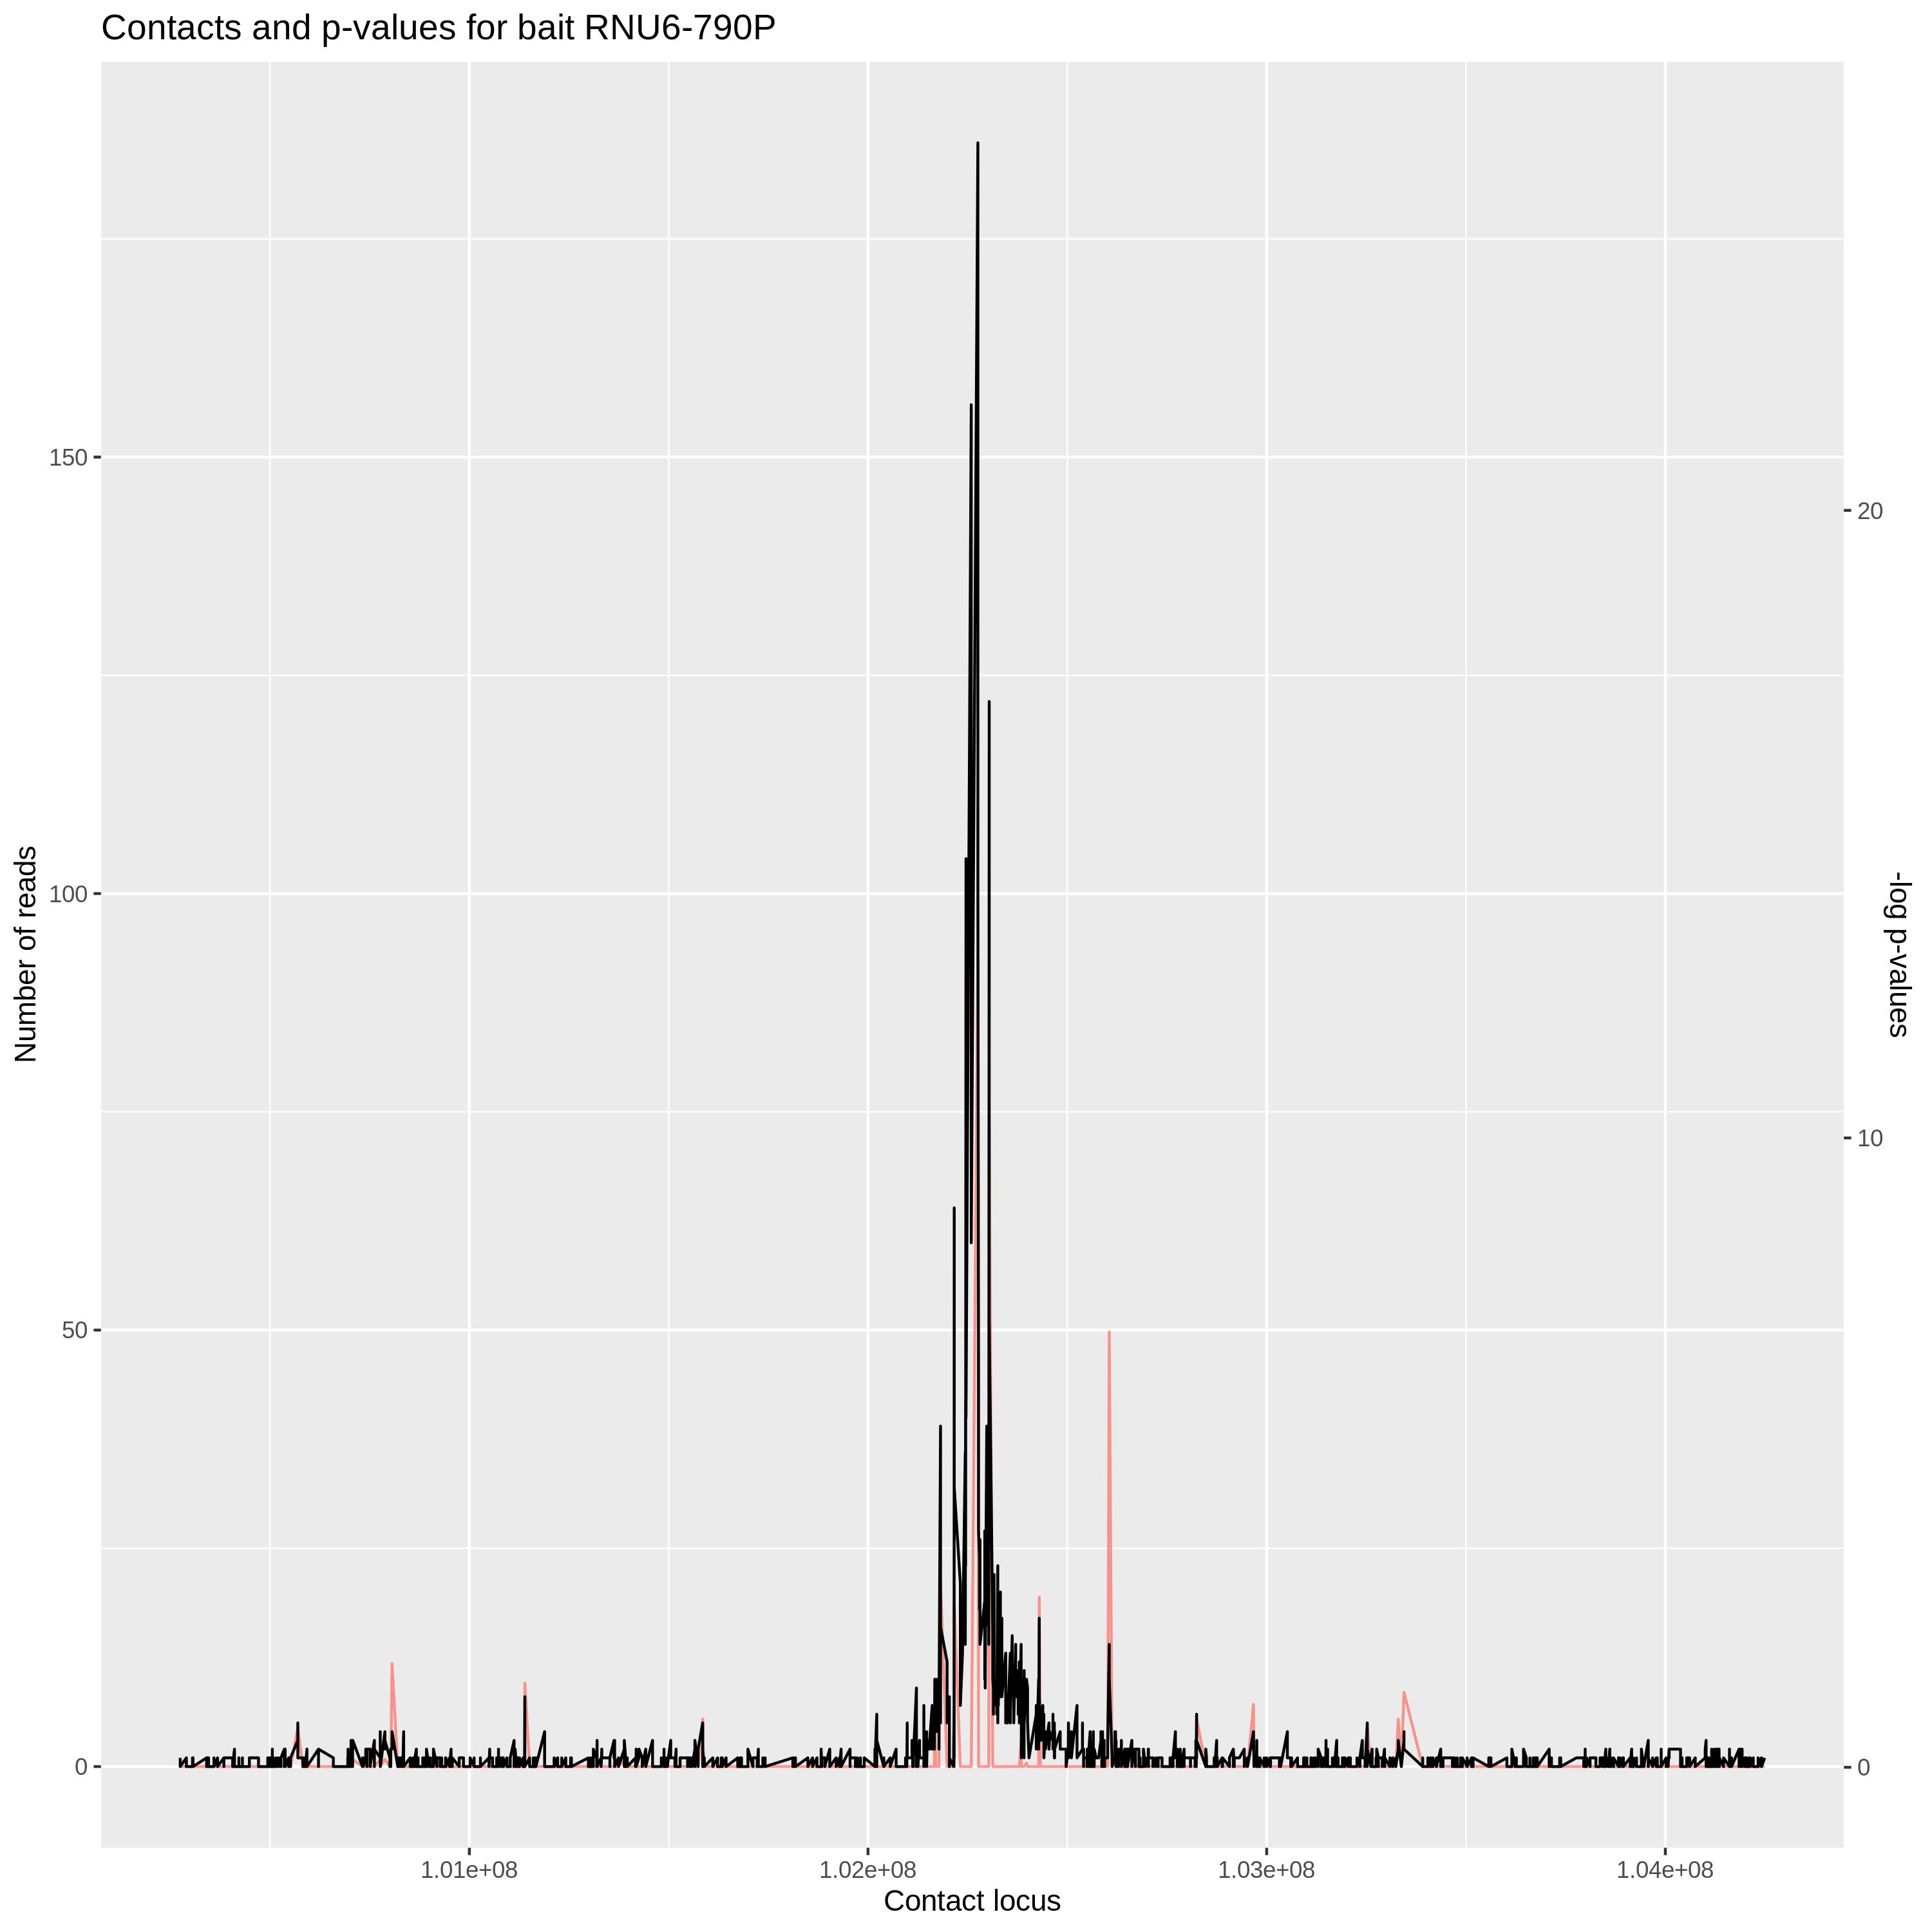 Contacts and p-values for bait RNU6-790P
150
100
50
0
Number of reads
20
10
0
-log p-values
1.01e+08
1.02e+08
1.03e+08
1.04e+08
Contact locus